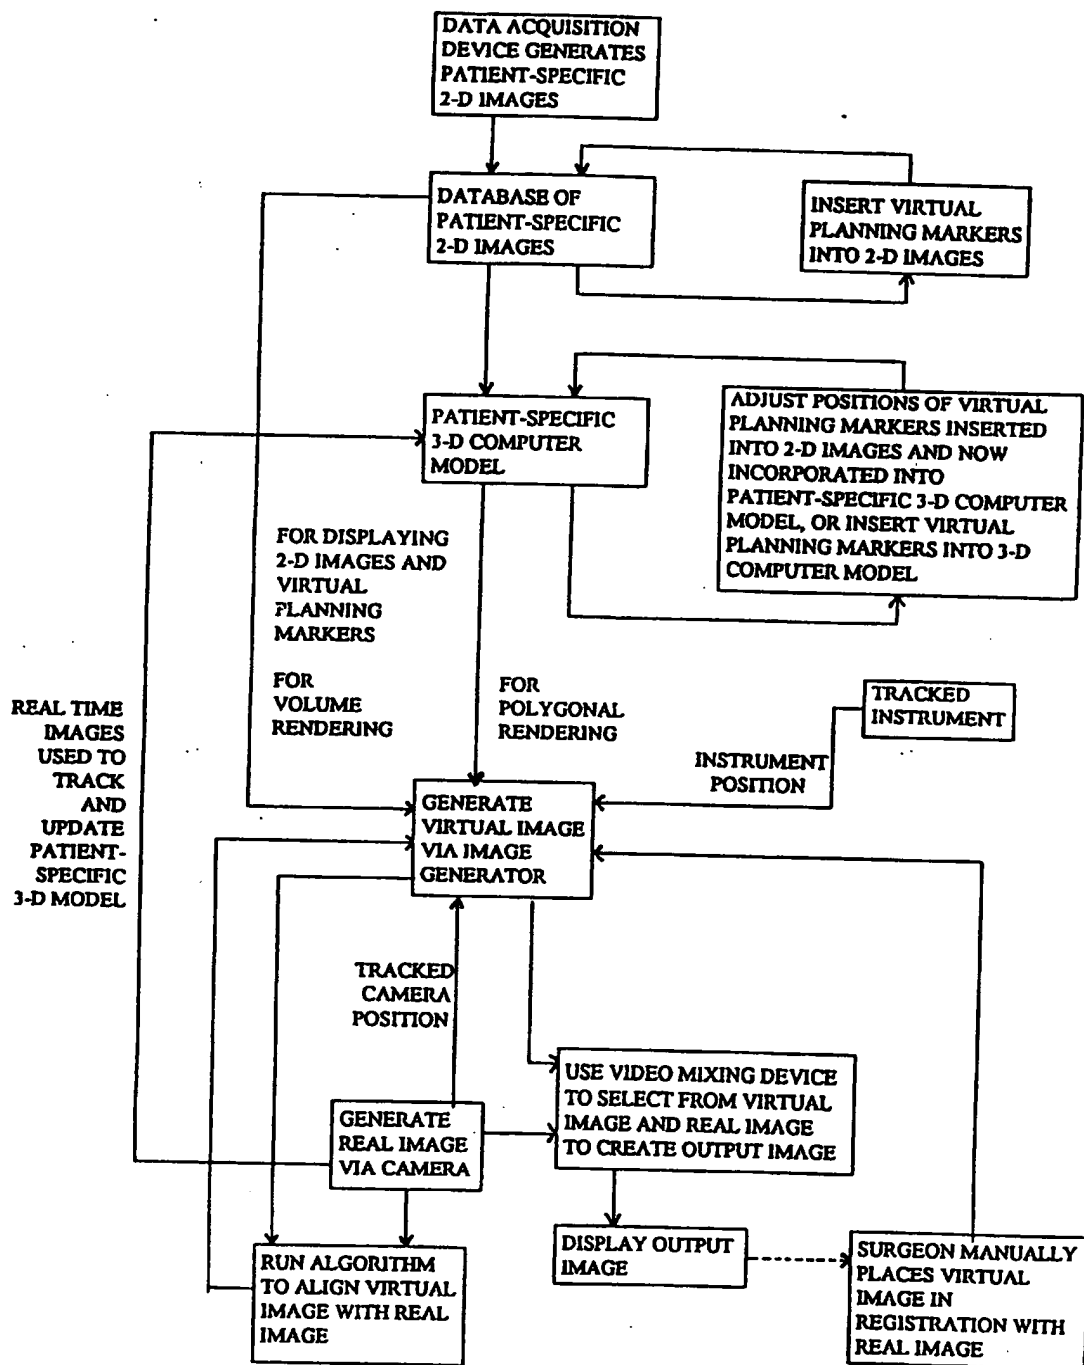 DATA ACQUISITION
DEVICE GENERATES
PATIENT-SPECIFIC
2-D IMAGES
DATABASE OF
PATIENT-SPECIFIC
2-D IMAGES
INSERT VIRTUAL
PLANNING MARKERS
INTO 2-D IMAGES
PATIENT-SPECIFIC
3-D COMPUTER
MODEL
ADJUST POSITIONS OF VIRTUAL
PLANNING MARKERS INSERTED
INTO 2-D IMAGES AND NOW
INCORPORATED INTO
PATIENT-SPECIFIC 3-D COMPUTER
MODEL, OR INSERT VIRTUAL
PLANNING MARKERS INTO 3-D
COMPUTER MODEL
FOR DISPLAYING
2-D IMAGES AND
VIRTUAL
PLANNING
MARKERS
FOR
VOLUME
RENDERING
FOR
POLYGONAL
RENDERING
TRACKED
INSTRUMENT
INSTRUMENT
POSITION
REAL TIME
IMAGES
USED TO
TRACK
AND
UPDATE
PATIENT-
SPECIFIC
3-D MODEL
GENERATE
VIRTUAL IMAGE
VIA IMAGE
GENERATOR
TRACKED
CAMERA
POSITION
GENERATE
REAL IMAGE
VIA CAMERA
USE VIDEO MIXING DEVICE
TO SELECT FROM VIRTUAL
IMAGE AND REAL IMAGE
TO CREATE OUTPUT IMAGE
RUN ALGORITHM
TO ALIGN VIRTUAL
IMAGE WITH REAL
IMAGE
DISPLAY OUTPUT
IMAGE
SURGEON MANUALLY
PLACES VIRTUAL
IMAGE IN
REGISTRATION WITH
REAL IMAGE